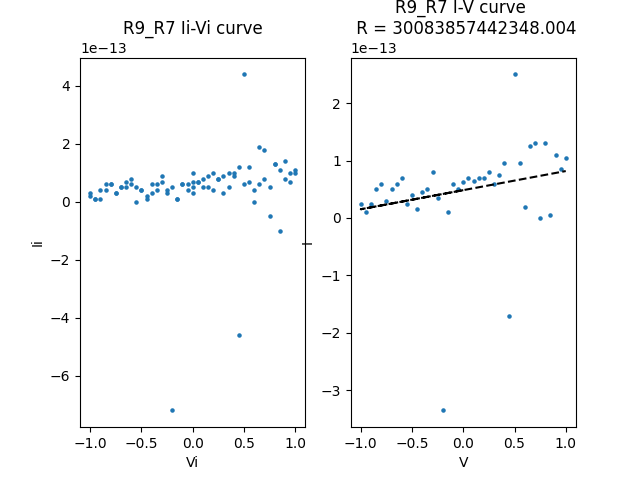 R9_R7 Ii-Vi curve
1e−13
4
2
0
−2
−4
−6
Ii
−1.0 −0.5 0.0 0.5 1.0
Vi
R9_R7 I-V curve
R = 30083857442348.004
1e−13
2
1
0
−1
−2
−3
I
−1.0 −0.5 0.0 0.5 1.0
V